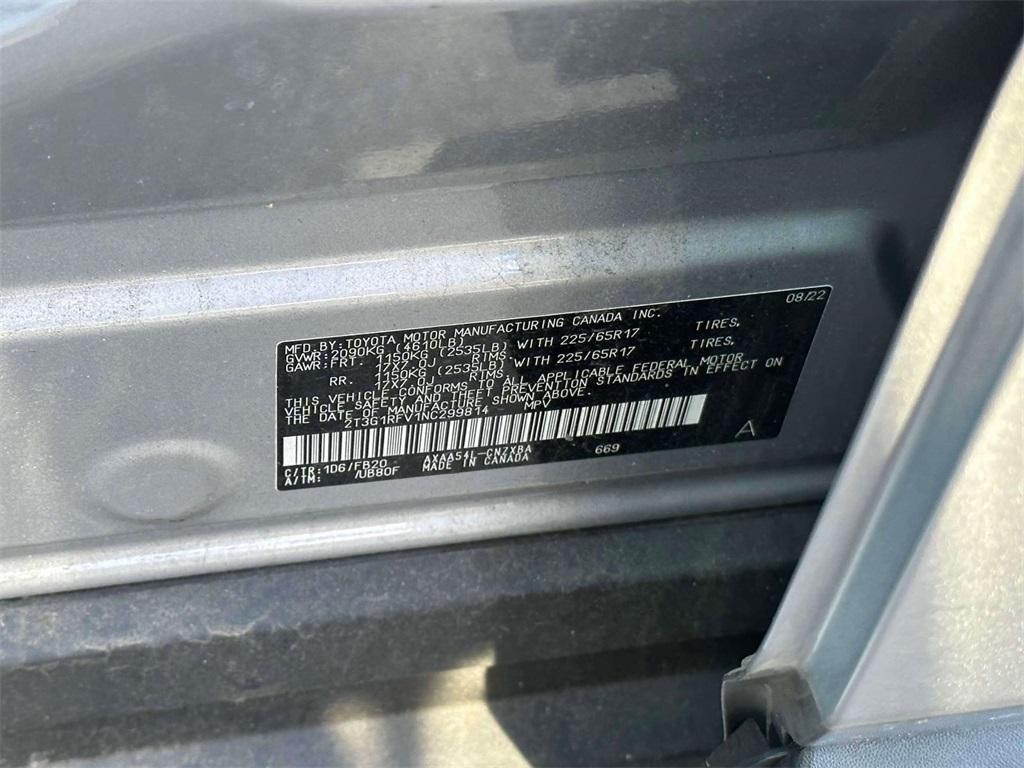 08/22
MFD.BY:TOYOTA MOTOR MANUFACTURING CANADA INC.
GVWR:2090KG (4610LB)
GAWR:FRT. 1150KG (2535LB) WITH 225/65R17 TIRES,
17X7.0J RIMS.
RR. 1150KG (2535LB) WITH 225/65R17 TIRES,
17X7.0J RIMS.
THIS VEHICLE CONFORMS TO ALL APPLICABLE FEDERAL MOTOR
VEHICLE SAFETY AND THEFT PREVENTION STANDARDS IN EFFECT ON
THE DATE OF MANUFACTURE SHOWN ABOVE.
2T3G1RFV1NC299814 MPV
A
C/TR:1D6/FB20 AXAA54L-CNZXBA 669
A/TM: /UB80F MADE IN CANADA